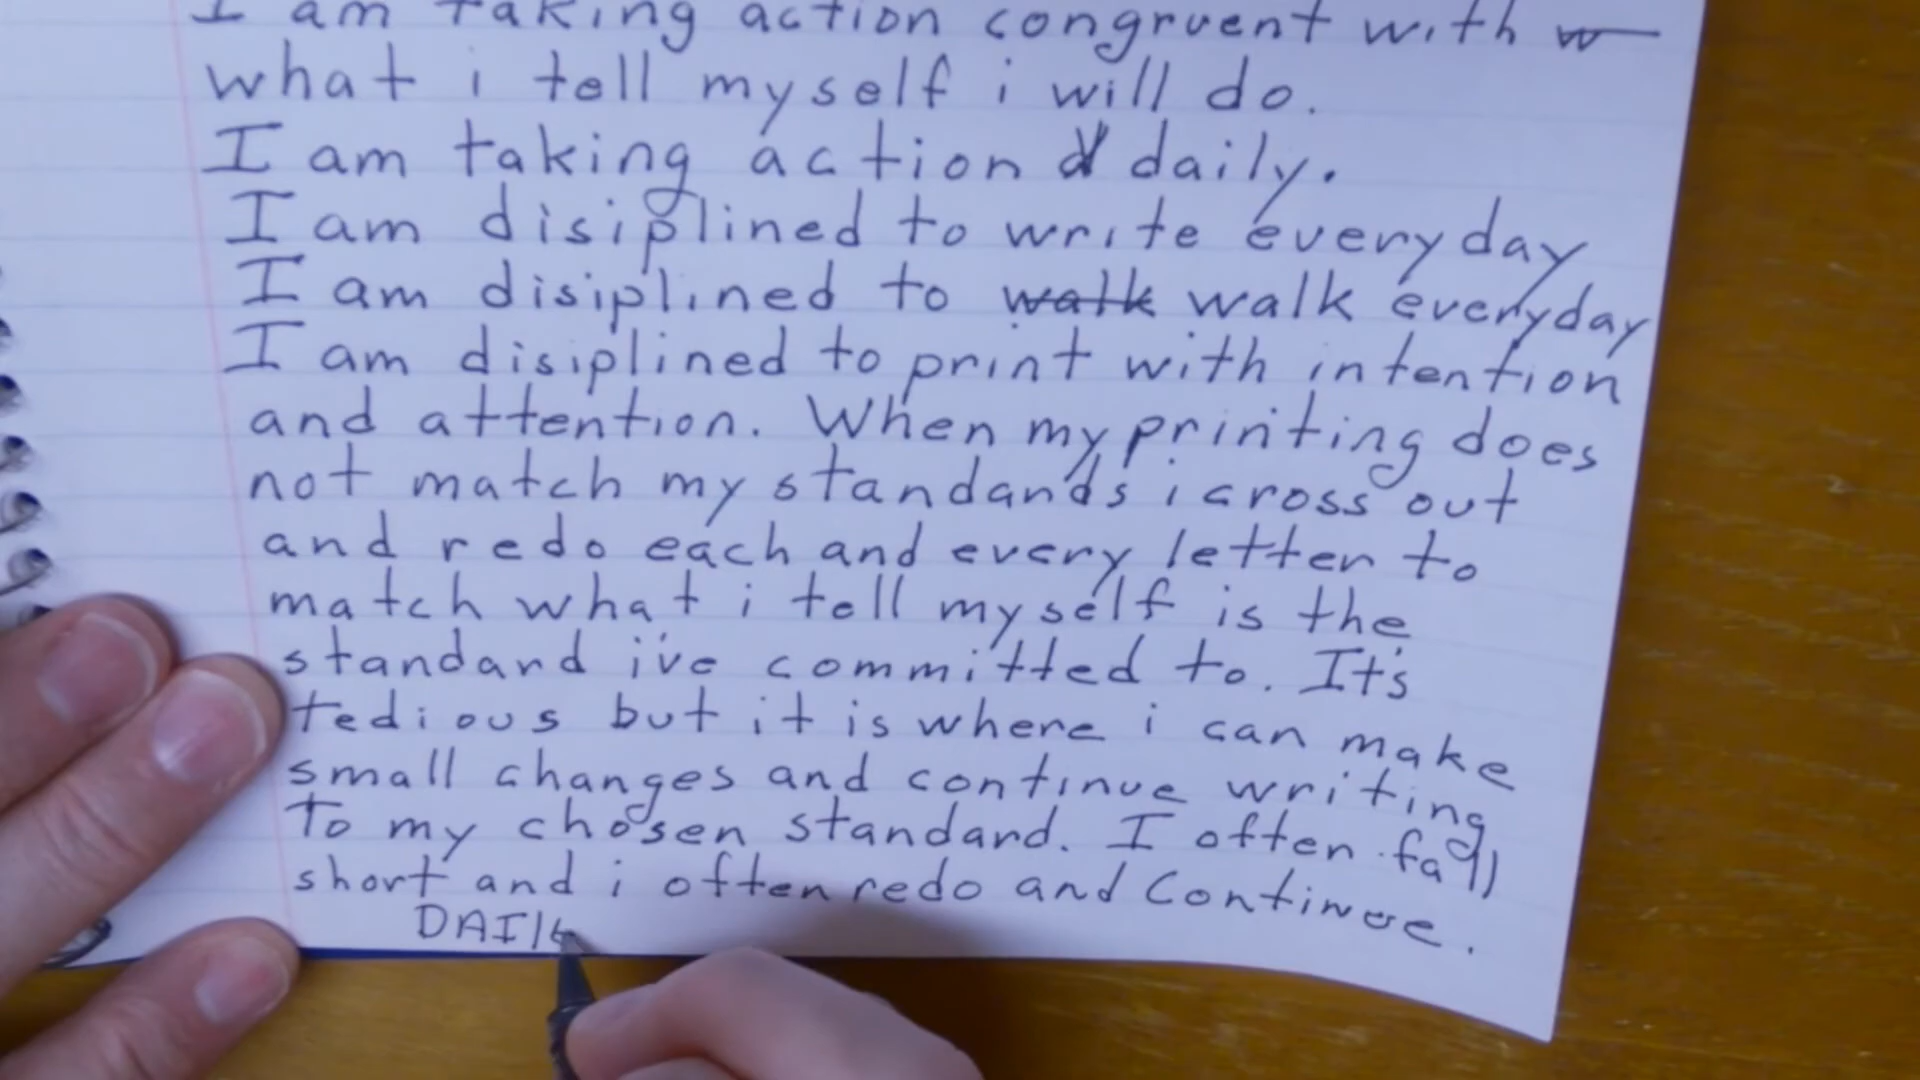 I am taking action congruent with w
what i tell myself i will do.
I am taking action d daily.
I am disiplined to write everyday
I am disiplined to walk walk everyday
I am disiplined to print with intention
and attention. When my printing does
not match my standards i cross out
and redo each and every letter to
match what i tell myself is the
standard i've committed to. It's
tedious but it is where i can make
small changes and continue writing
to my chosen standard. I often fall
short and i often redo and Continue.